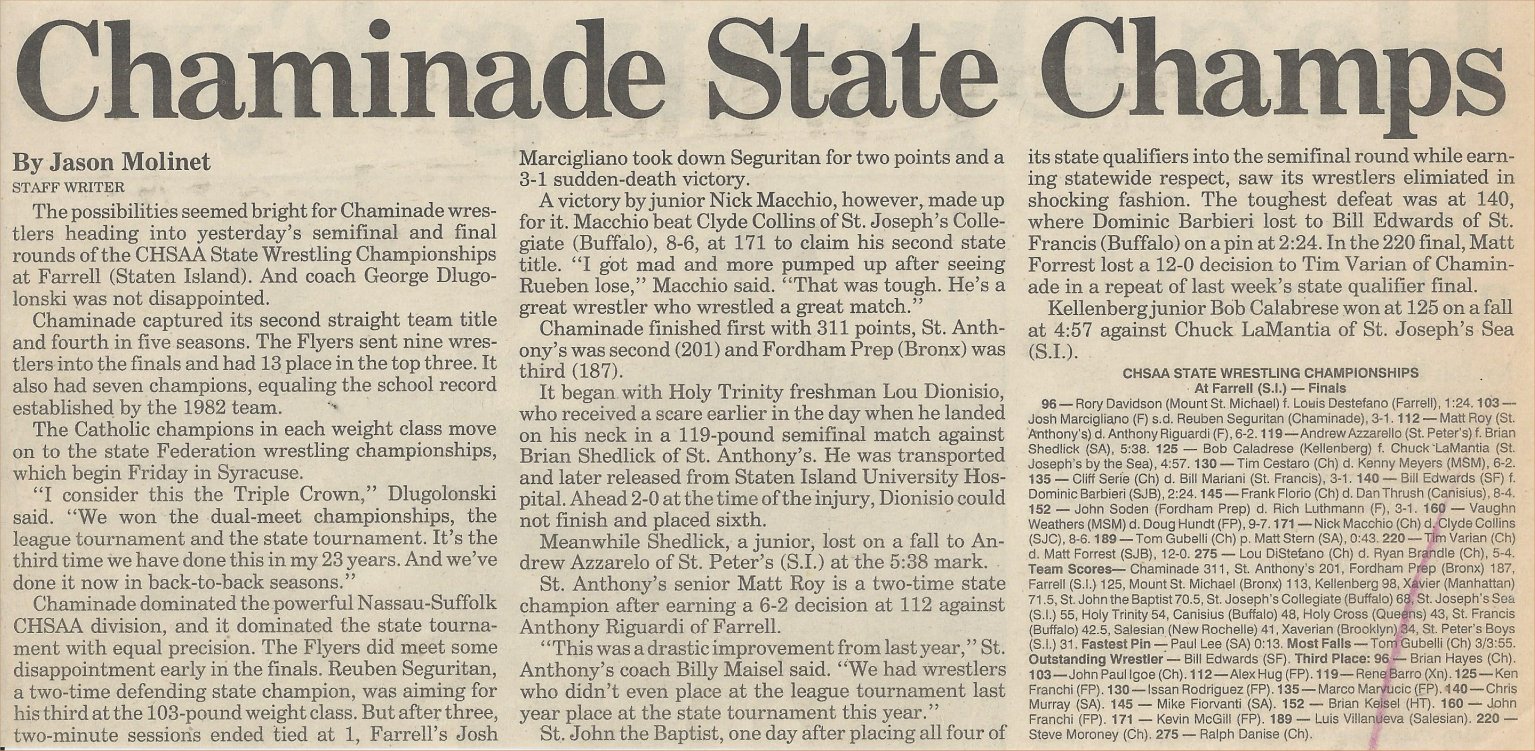 Chaminade State Champs
By Jason Molinet
STAFF WRITER
The possibilities seemed bright for Chaminade wres-
tlers heading into yesterday's semifinal and final
rounds of the CHSAA State Wrestling Championships
at Farrell (Staten Island). And coach George Dlugo-
lonski was not disappointed.
Chaminade captured its second straight team title
and fourth in five seasons. The Flyers sent nine wres-
tlers into the finals and had 13 place in the top three. It
also had seven champions, equaling the school record
established by the 1982 team.
The Catholic champions in each weight class move
on to the state Federation wrestling championships,
which begin Friday in Syracuse.
"I consider this the Triple Crown," Dlugolonski
said. "We won the dual-meet championships, the
league tournament and the state tournament. It's the
third time we have done this in my 23 years. And we've
done it now in back-to-back seasons."
Chaminade dominated the powerful Nassau-Suffolk
CHSAA division, and it dominated the state tourna-
ment with equal precision. The Flyers did meet some
disappointment early in the finals. Reuben Seguritan,
a two-time defending state champion, was aiming for
his third at the 103-pound weight class. But after three,
two-minute sessions ended tied at 1, Farrell's Josh
Marcigliano took down Seguritan for two points and a
3-1 sudden-death victory.
A victory by junior Nick Macchio, however, made up
for it. Macchio beat Clyde Collins of St. Joseph's Colle-
giate (Buffalo), 8-6, at 171 to claim his second state
title. "I got mad and more pumped up after seeing
Rueben lose," Macchio said. "That was tough. He's a
great wrestler who wrestled a great match."
Chaminade finished first with 311 points, St. Anth-
ony's was second (201) and Fordham Prep (Bronx) was
third (187).
It began with Holy Trinity freshman Lou Dionisio,
who received a scare earlier in the day when he landed
on his neck in a 119-pound semifinal match against
Brian Shedlick of St. Anthony's. He was transported
and later released from Staten Island University Hos-
pital. Ahead 2-0 at the time of the injury, Dionisio could
not finish and placed sixth.
Meanwhile Shedlick, a junior, lost on a fall to An-
drew Azzarelo of St. Peter's (S.I.) at the 5:38 mark.
St. Anthony's senior Matt Roy is a two-time state
champion after earning a 6-2 decision at 112 against
Anthony Riguardi of Farrell.
"This was a drastic improvement from last year," St.
Anthony's coach Billy Maisel said. "We had wrestlers
who didn't even place at the league tournament last
year place at the state tournament this year."
St. John the Baptist, one day after placing all four of
its state qualifiers into the semifinal round while earn-
ing statewide respect, saw its wrestlers elimiated in
shocking fashion. The toughest defeat was at 140,
where Dominic Barbieri lost to Bill Edwards of St.
Francis (Buffalo) on a pin at 2:24. In the 220 final, Matt
Forrest lost a 12-0 decision to Tim Varian of Chamin-
ade in a repeat of last week's state qualifier final.
Kellenberg junior Bob Calabrese won at 125 on a fall
at 4:57 against Chuck LaMantia of St. Joseph's Sea
(S.I.).
CHSAA STATE WRESTLING CHAMPIONSHIPS
At Farrell (S.I.) — Finals
96 — Rory Davidson (Mount St. Michael) f. Louis Destefano (Farrell), 1:24. 103 —
Josh Marcigliano (F) s.d. Reuben Seguritan (Chaminade), 3-1. 112 — Matt Roy (St.
Anthony's) d. Anthony Riguardi (F), 6-2. 119 — Andrew Azzarello (St. Peter's) f. Brian
Shedlick (SA), 5:38. 125 — Bob Caladrese (Kellenberg) f. Chuck LaMantia (St.
Joseph's by the Sea), 4:57. 130 — Tim Cestaro (Ch) d. Kenny Meyers (MSM), 6-2.
135 — Cliff Serie (Ch) d. Bill Mariani (St. Francis), 3-1. 140 — Bill Edwards (SF) f.
Dominic Barbieri (SJB), 2:24. 145 — Frank Florio (Ch) d. Dan Thrush (Canisius), 8-4.
152 — John Soden (Fordham Prep) d. Rich Luthmann (F), 3-1. 160 — Vaughn
Weathers (MSM) d. Doug Hundt (FP), 9-7. 171 — Nick Macchio (Ch) d. Clyde Collins
(SJC), 8-6. 189 — Tom Gubelli (Ch) p. Matt Stern (SA), 0:43. 220 — Tim Varian (Ch)
d. Matt Forrest (SJB), 12-0. 275 — Lou DiStefano (Ch) d. Ryan Brandle (Ch), 5-4.
Team Scores— Chaminade 311, St. Anthony's 201, Fordham Prep (Bronx) 187,
Farrell (S.I.) 125, Mount St. Michael (Bronx) 113, Kellenberg 98, Xavier (Manhattan)
71.5, St. John the Baptist 70.5, St. Joseph's Collegiate (Buffalo) 68, St. Joseph's Sea
(S.I.) 55, Holy Trinity 54, Canisius (Buffalo) 48, Holy Cross (Queens) 43, St. Francis
(Buffalo) 42.5, Salesian (New Rochelle) 41, Xaverian (Brooklyn) 34, St. Peter's Boys
(S.I.) 31. Fastest Pin — Paul Lee (SA) 0:13. Most Falls — Tom Gubelli (Ch) 3/3:55.
Outstanding Wrestler — Bill Edwards (SF). Third Place: 96 — Brian Hayes (Ch).
103 — John Paul Igoe (Ch). 112 — Alex Hug (FP). 119 — Rene Barro (Xn). 125 — Ken
Franchi (FP). 130 — Issan Rodriguez (FP). 135 — Marco Mancucic (FP). 140 — Chris
Murray (SA). 145 — Mike Fiorvanti (SA). 152 — Brian Keisel (HT). 160 — John
Franchi (FP). 171 — Kevin McGill (FP). 189 — Luis Villanueva (Salesian). 220 —
Steve Moroney (Ch). 275 — Ralph Danise (Ch).